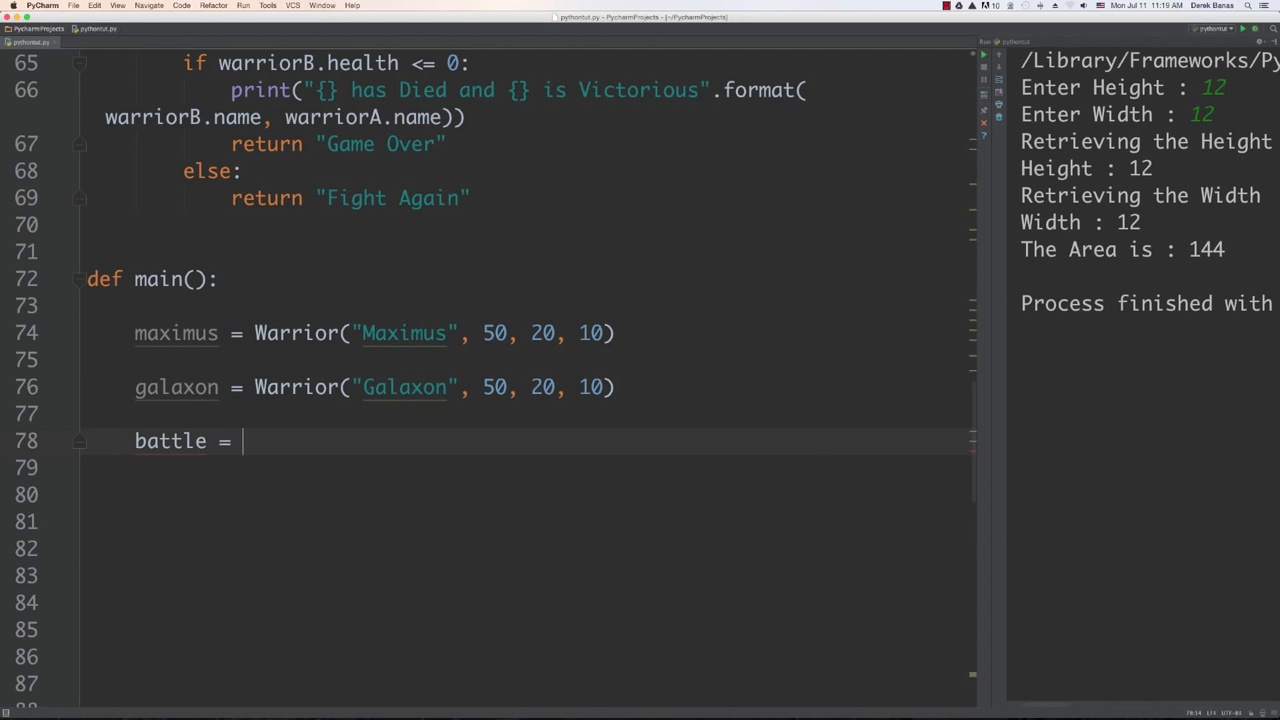 PyCharm File Edit View Navigate Code Refactor Run Tools VCS Window Help 10 Mon Jul 11 11:19 AM Derek Banas
pythontut.py - PycharmProjects - [~/PycharmProjects]
PycharmProjects pythontut.py pythontut
pythontut.py Run pythontut
65 if warriorB.health <= 0:
66 print("{} has Died and {} is Victorious".format(
warriorB.name, warriorA.name))
67 return "Game Over"
68 else:
69 return "Fight Again"
70
71
72 def main():
73
74 maximus = Warrior("Maximus", 50, 20, 10)
75
76 galaxon = Warrior("Galaxon", 50, 20, 10)
77
78 battle =
79
80
81
82
83
84
85
86
87
/Library/Frameworks/Py
Enter Height : 12
Enter Width : 12
Retrieving the Height
Height : 12
Retrieving the Width
Width : 12
The Area is : 144
Process finished with
78:14 LF÷ UTF-8÷